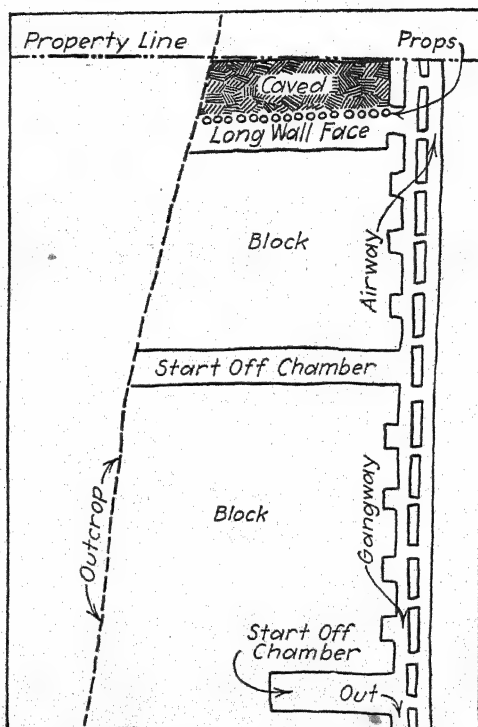 Property Line
Props
Caved
Long Wall Face
Block
Airway
Start Off Chamber
Outcrop
Block
Gangway
Start Off
Chamber
Out